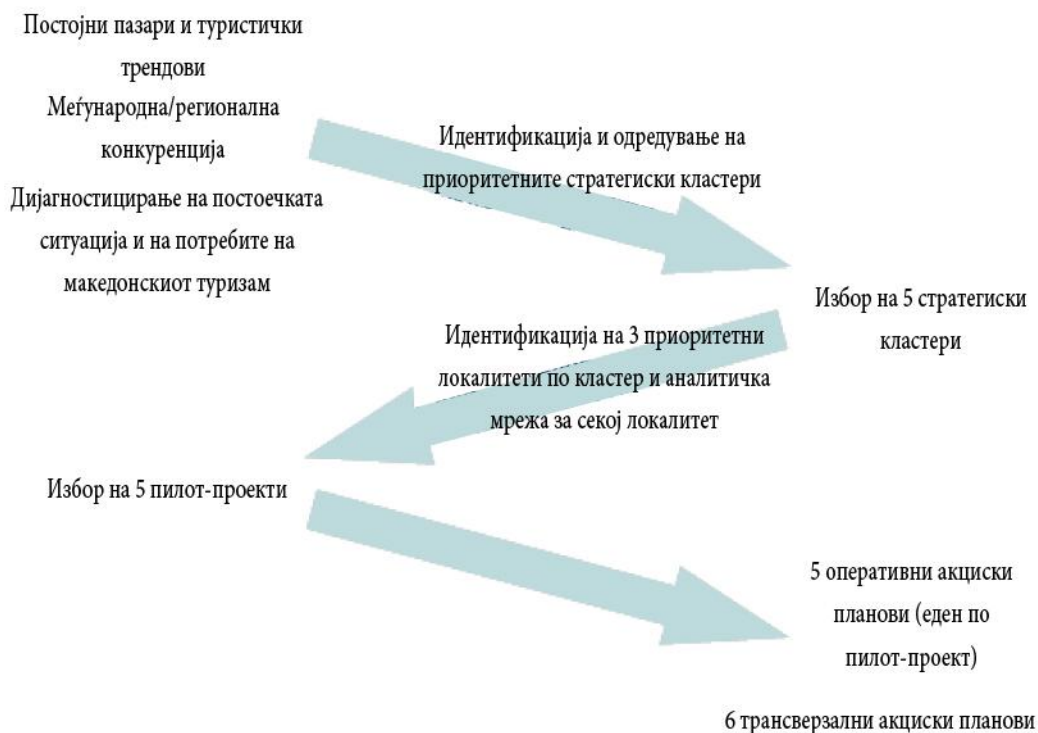 Постојни пазари и туристички
трендови
Меѓународна/регионална
конкуренција
Дијагностицирање на постоечката
ситуација и на потребите на
македонскиот туризам
Идентификација и одредување на
приоритетните стратегиски кластери
Избор на 5 стратегиски
кластери
Идентификација на 3 приоритетни
локалитети по кластер и аналитичка
мрежа за секој локалитет
Избор на 5 пилот-проекти
5 оперативни акциски
планови (еден по
пилот-проект)
6 трансверзални акциски планови